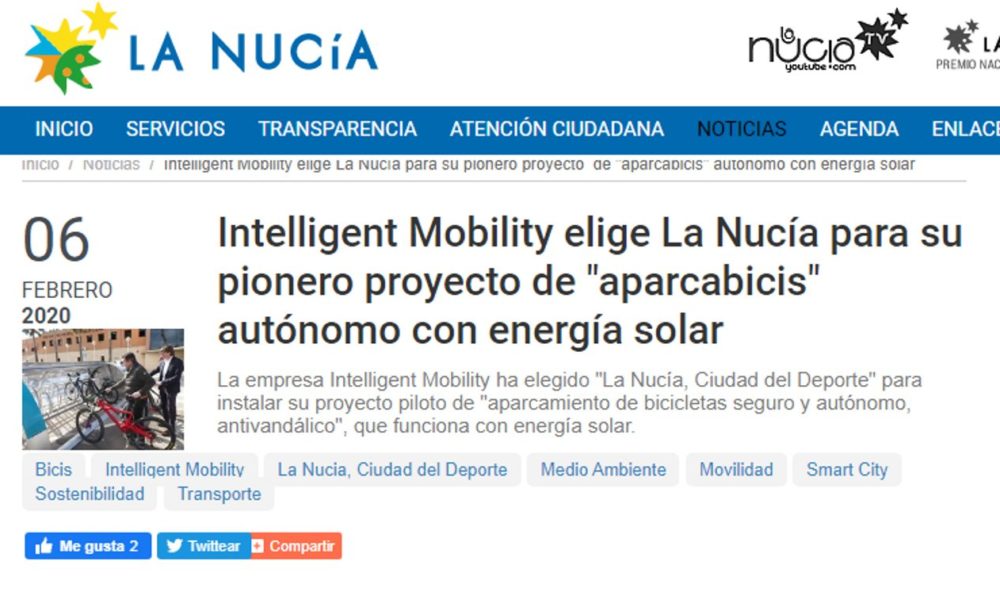 LA NUCíA
la nucía TV
youtube.com
LA
PREMIO NAC
INICIO SERVICIOS TRANSPARENCIA ATENCIÓN CIUDADANA NOTICIAS AGENDA ENLACE
Inicio / Noticias / Intelligent Mobility elige La Nucía para su pionero proyecto de "aparcabicis" autónomo con energía solar
06
FEBRERO
2020
Intelligent Mobility elige La Nucía para su
pionero proyecto de "aparcabicis"
autónomo con energía solar
La empresa Intelligent Mobility ha elegido "La Nucía, Ciudad del Deporte" para
instalar su proyecto piloto de "aparcamiento de bicicletas seguro y autónomo,
antivandálico", que funciona con energía solar.
Bicis Intelligent Mobility La Nucia, Ciudad del Deporte Medio Ambiente Movilidad Smart City
Sostenibilidad Transporte
Me gusta 2 Twittear Compartir